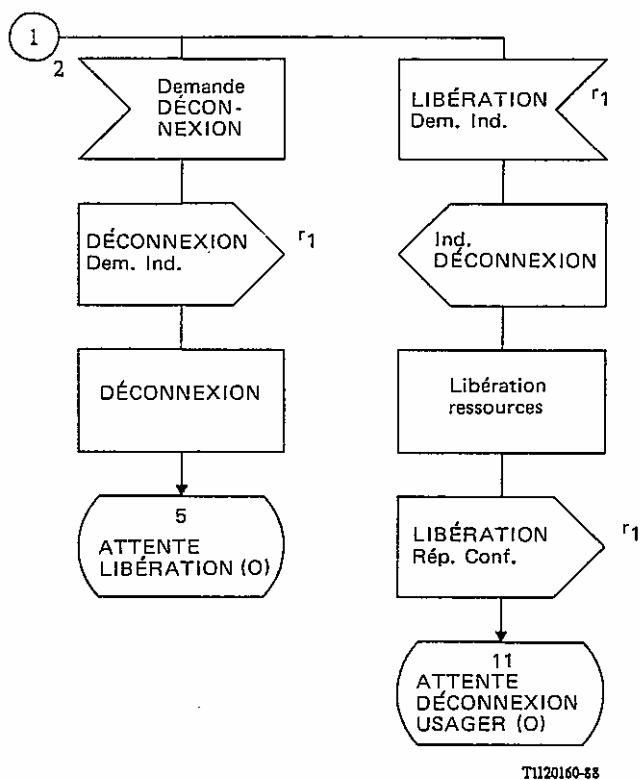 1
2
Demande
DÉCON-
NEXION
DÉCONNEXION
Dem. Ind.
r1
DÉCONNEXION
5
ATTENTE
LIBÉRATION (O)
LIBÉRATION
Dem. Ind.
r1
Ind.
DÉCONNEXION
Libération
ressources
LIBÉRATION
Rép. Conf.
r1
11
ATTENTE
DÉCONNEXION
USAGER (O)
T1120160-88